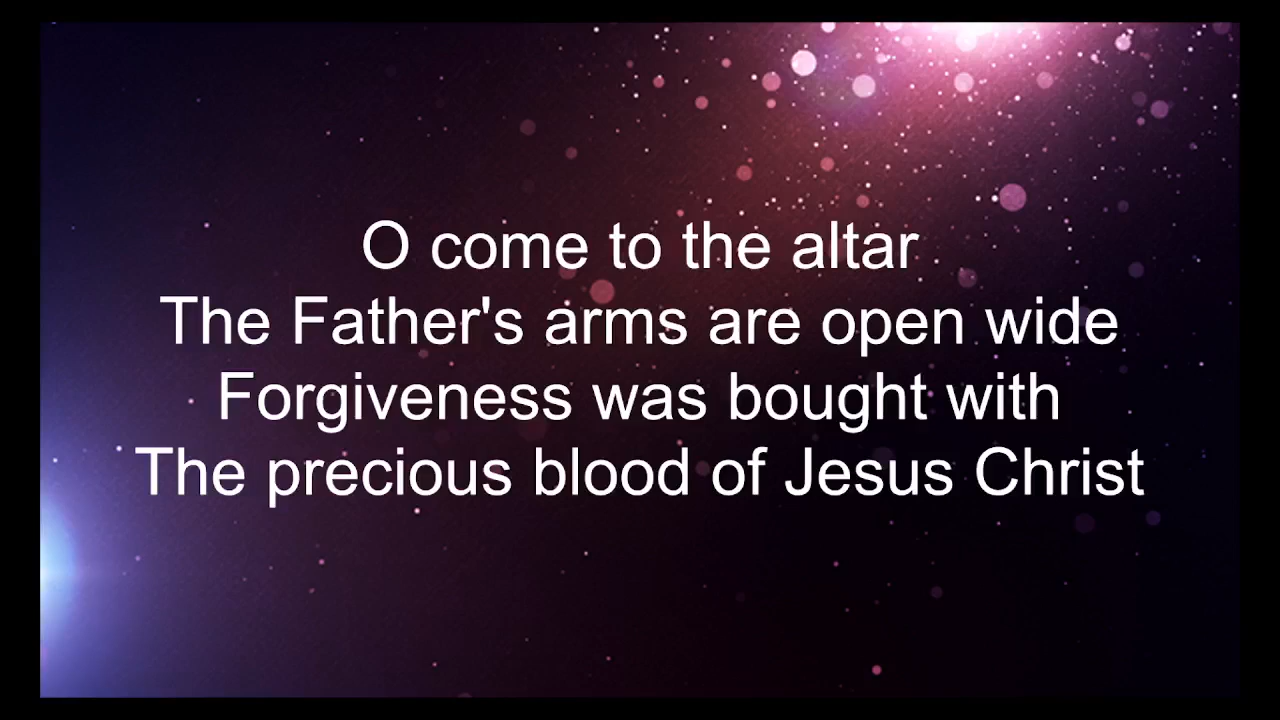 O come to the altar
The Father's arms are open wide
Forgiveness was bought with
The precious blood of Jesus Christ